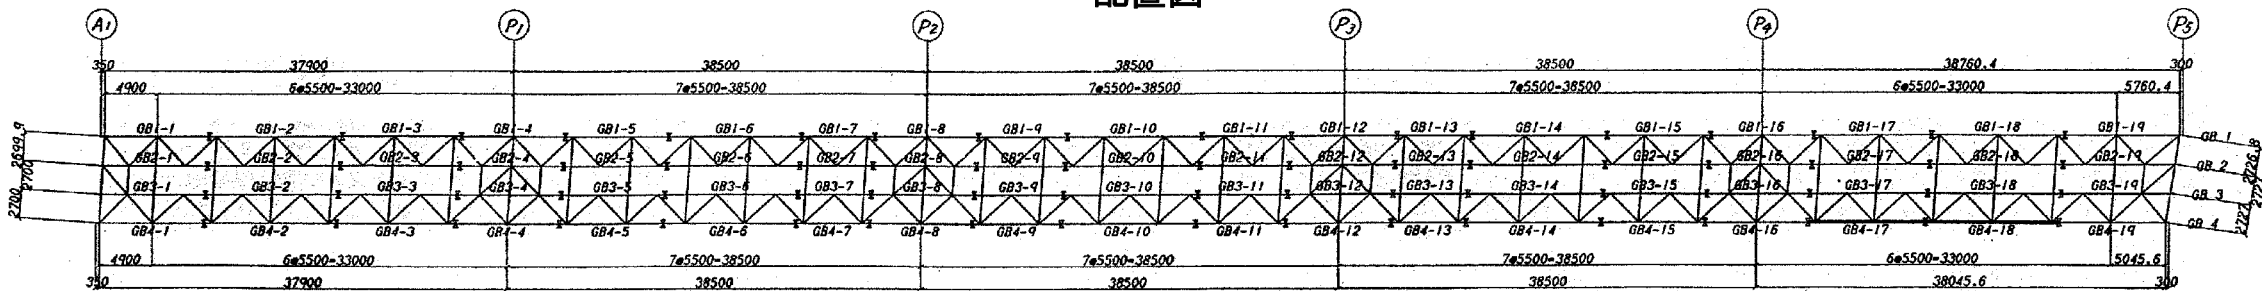 配置図
A1 P1 P2 P3 P4 P5
350 37900 38500 38500 38500 38760.4 300
4900 6@5500=33000 7@5500=38500 7@5500=38500 7@5500=38500 6@5500=33000 5760.4
GB1-1 GB1-2 GB1-3 GB1-4 GB1-5 GB1-6 GB1-7 GB1-8 GB1-9 GB1-10 GB1-11 GB1-12 GB1-13 GB1-14 GB1-15 GB1-16 GB1-17 GB1-18 GB1-19 GB 1
2699.9
2026.8
GB2-1 GB2-2 GB2-3 GB2-4 GB2-5 GB2-6 GB2-7 GB2-8 GB2-9 GB2-10 GB2-11 GB2-12 GB2-13 GB2-14 GB2-15 GB2-16 GB2-17 GB2-18 GB2-19 GB 2
2700
GB3-1 GB3-2 GB3-3 GB3-4 GB3-5 GB3-6 GB3-7 GB3-8 GB3-9 GB3-10 GB3-11 GB3-12 GB3-13 GB3-14 GB3-15 GB3-16 GB3-17 GB3-18 GB3-19 GB 3
2700
2727
GB4-1 GB4-2 GB4-3 GB4-4 GB4-5 GB4-6 GB4-7 GB4-8 GB4-9 GB4-10 GB4-11 GB4-12 GB4-13 GB4-14 GB4-15 GB4-16 GB4-17 GB4-18 GB4-19 GB 4
4900 6@5500=33000 7@5500=38500 7@5500=38500 7@5500=38500 6@5500=33000 5045.6
350 37900 38500 38500 38500 38045.6 300